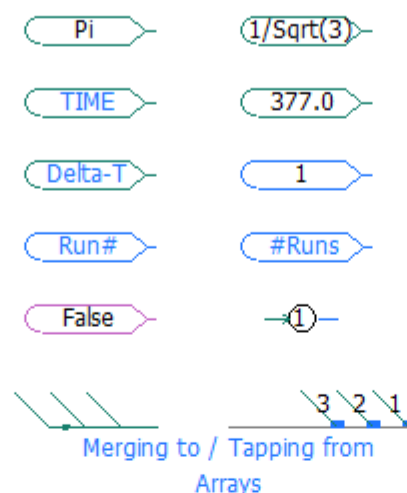 Pi 1/Sqrt(3)
TIME 377.0
Delta-T 1
Run# #Runs
False 1
3 2 1
Merging to / Tapping from
Arrays